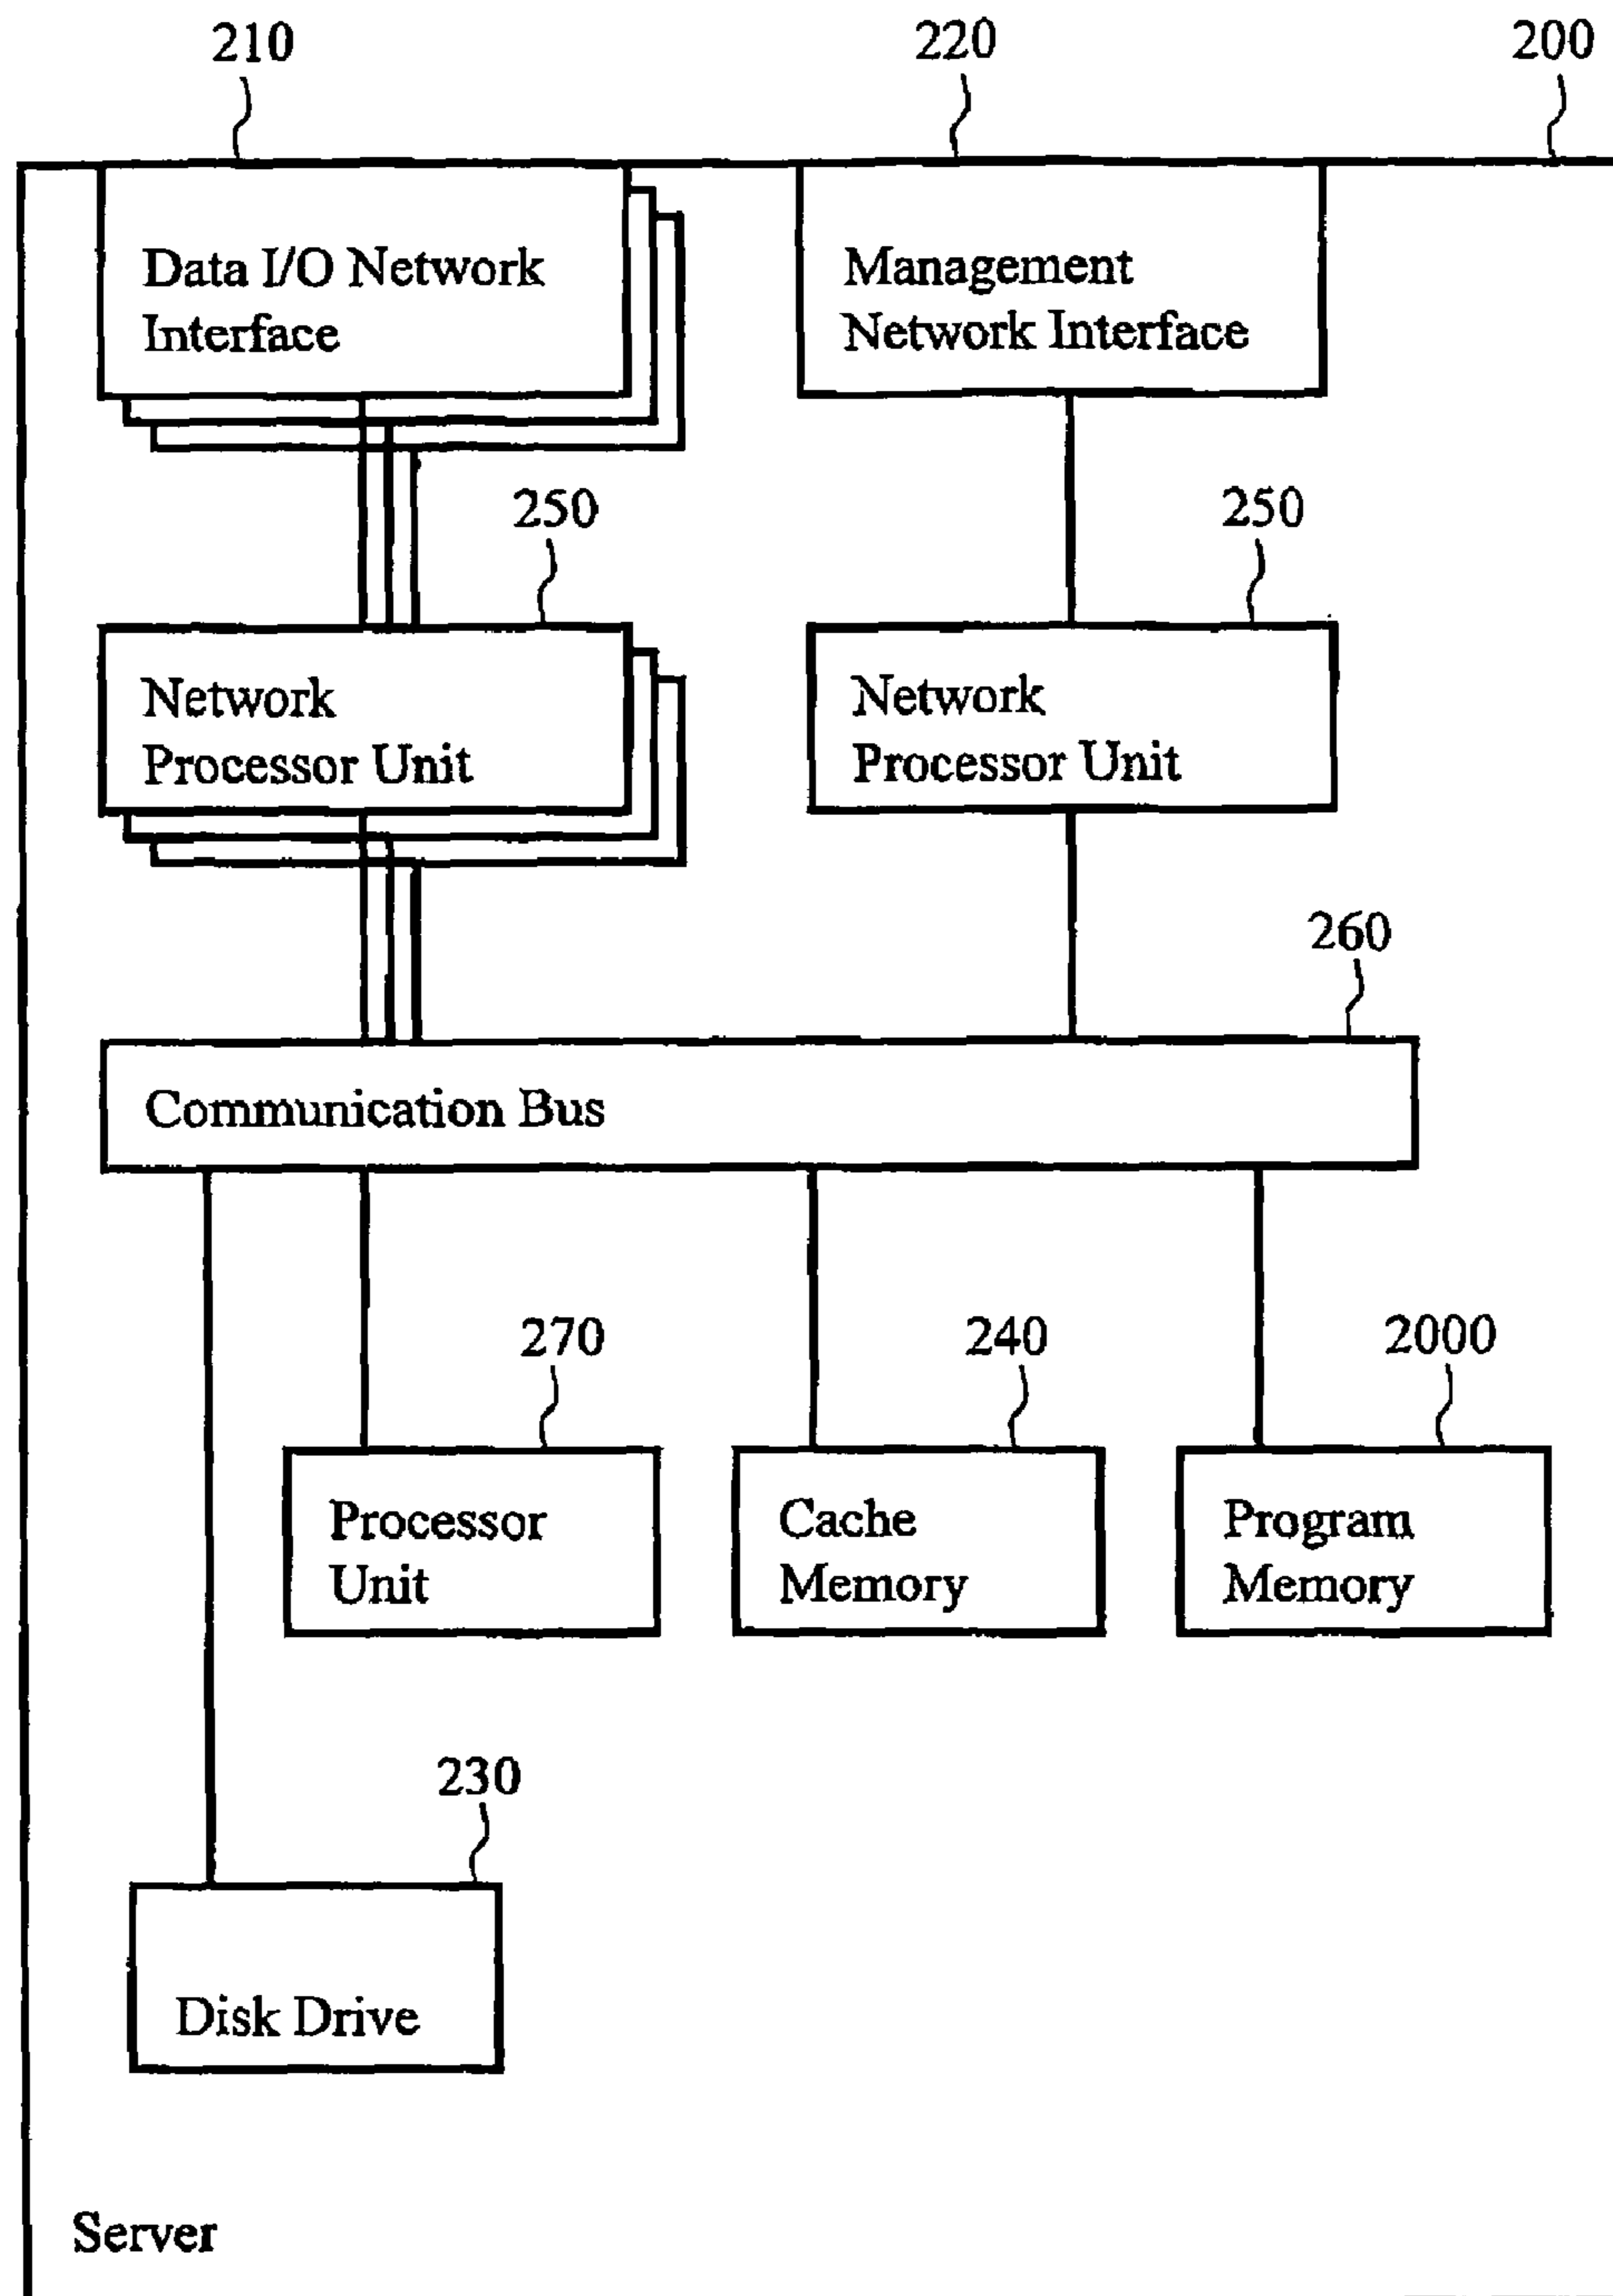 210
220
200
Data I/O Network
Interface
Management
Network Interface
250
250
Network
Processor Unit
Network
Processor Unit
260
Communication Bus
270
240
2000
Processor
Unit
Cache
Memory
Program
Memory
230
Disk Drive
Server